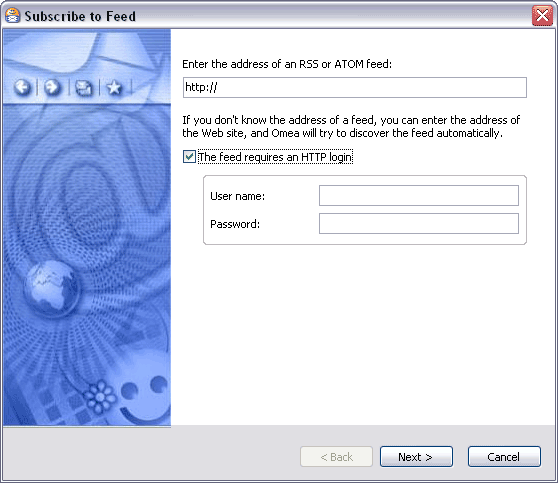 Subscribe to Feed
Enter the address of an RSS or ATOM feed:
http://
If you don't know the address of a feed, you can enter the address of
the Web site, and Omea will try to discover the feed automatically.
The feed requires an HTTP login
User name:
Password:
< Back
Next >
Cancel